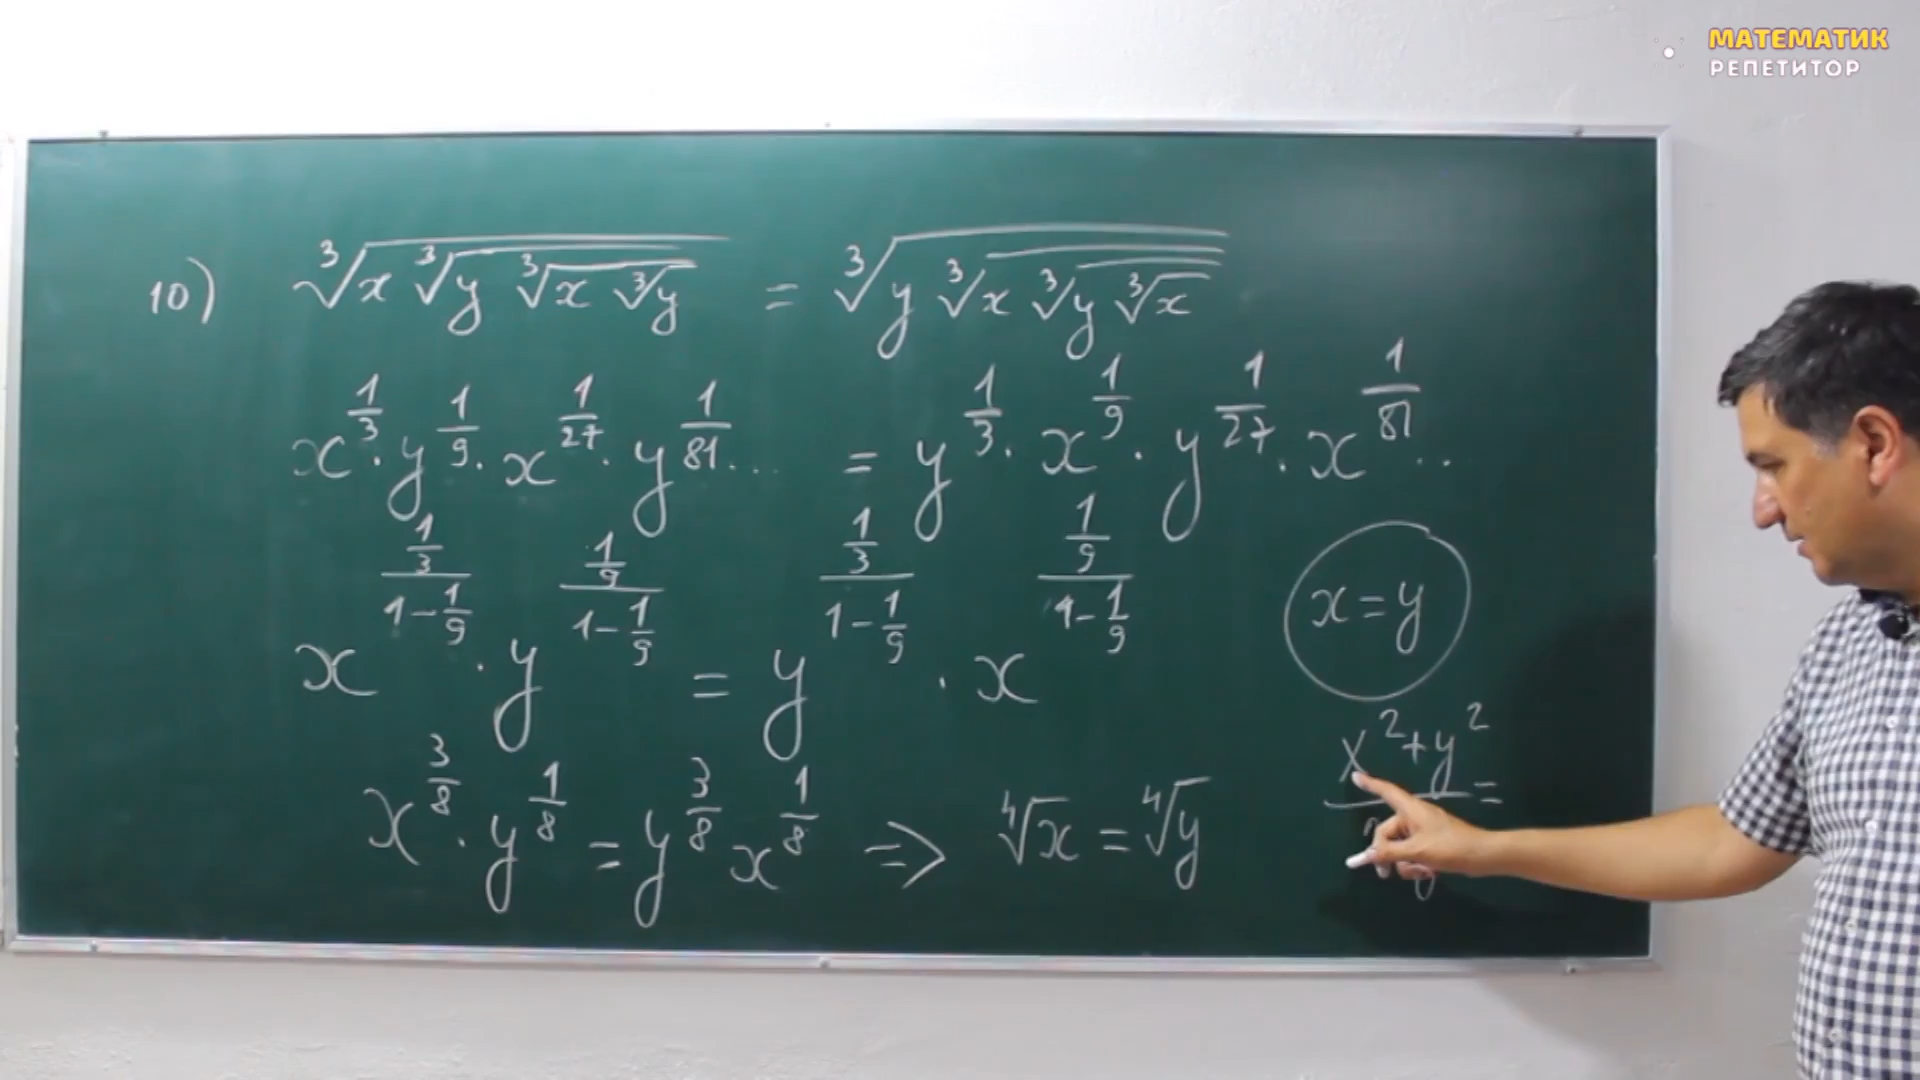 МАТЕМАТИК
РЕПЕТИТОР
10) ∛(x ∛(y ∛(x ∛y))) = ∛(y ∛(x ∛(y ∛x)))
x^(1/3) · y^(1/9) · x^(1/27) · y^(1/81) ... = y^(1/3) · x^(1/9) · y^(1/27) · x^(1/81) ..
x^((1/3)/(1-1/9)) · y^((1/9)/(1-1/9)) = y^((1/3)/(1-1/9)) · x^((1/9)/(1-1/9))
x = y
x^(3/8) · y^(1/8) = y^(3/8) x^(1/8) => ∜x = ∜y
x² + y²
=